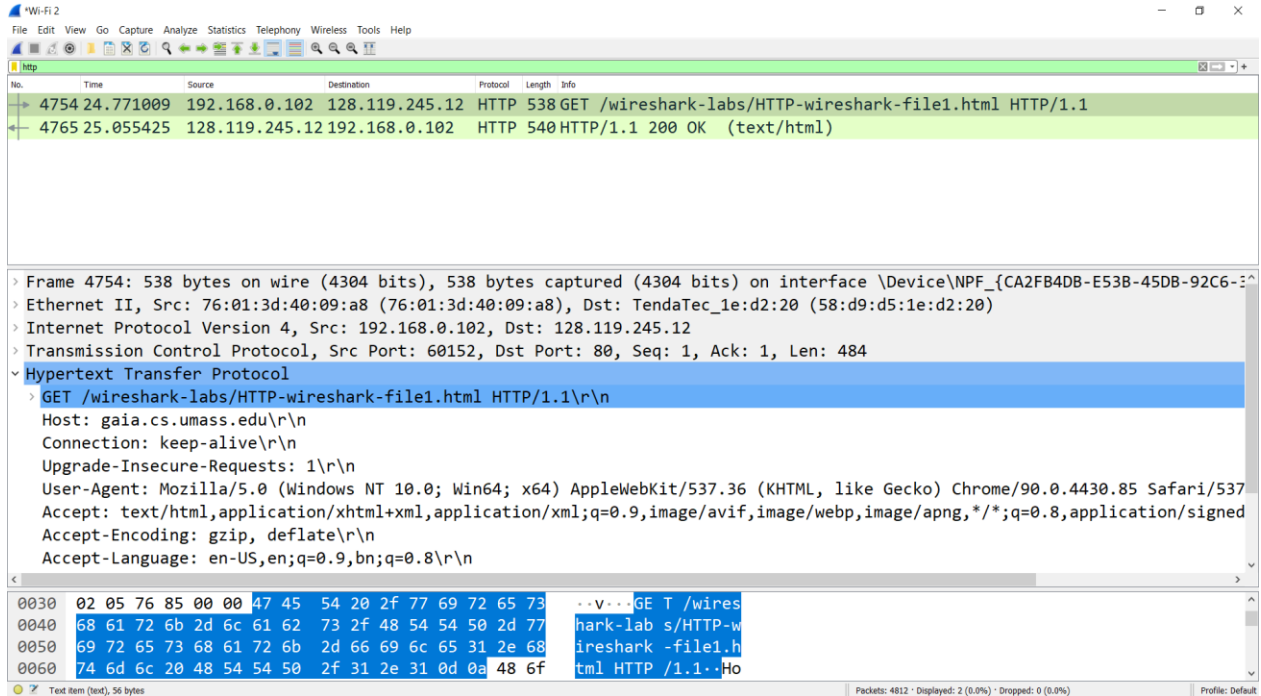 *Wi-Fi 2
File Edit View Go Capture Analyze Statistics Telephony Wireless Tools Help
http
No. Time Source Destination Protocol Length Info
4754 24.771009 192.168.0.102 128.119.245.12 HTTP 538 GET /wireshark-labs/HTTP-wireshark-file1.html HTTP/1.1
4765 25.055425 128.119.245.12 192.168.0.102 HTTP 540 HTTP/1.1 200 OK (text/html)
Frame 4754: 538 bytes on wire (4304 bits), 538 bytes captured (4304 bits) on interface \Device\NPF_{CA2FB4DB-E53B-45DB-92C6-3
Ethernet II, Src: 76:01:3d:40:09:a8 (76:01:3d:40:09:a8), Dst: TendaTec_1e:d2:20 (58:d9:d5:1e:d2:20)
Internet Protocol Version 4, Src: 192.168.0.102, Dst: 128.119.245.12
Transmission Control Protocol, Src Port: 60152, Dst Port: 80, Seq: 1, Ack: 1, Len: 484
Hypertext Transfer Protocol
GET /wireshark-labs/HTTP-wireshark-file1.html HTTP/1.1\r\n
Host: gaia.cs.umass.edu\r\n
Connection: keep-alive\r\n
Upgrade-Insecure-Requests: 1\r\n
User-Agent: Mozilla/5.0 (Windows NT 10.0; Win64; x64) AppleWebKit/537.36 (KHTML, like Gecko) Chrome/90.0.4430.85 Safari/537
Accept: text/html,application/xhtml+xml,application/xml;q=0.9,image/avif,image/webp,image/apng,*/*;q=0.8,application/signed
Accept-Encoding: gzip, deflate\r\n
Accept-Language: en-US,en;q=0.9,bn;q=0.8\r\n
0030 02 05 76 85 00 00 47 45 54 20 2f 77 69 72 65 73 ··v···GE T /wires
0040 68 61 72 6b 2d 6c 61 62 73 2f 48 54 54 50 2d 77 hark-lab s/HTTP-w
0050 69 72 65 73 68 61 72 6b 2d 66 69 6c 65 31 2e 68 ireshark -file1.h
0060 74 6d 6c 20 48 54 54 50 2f 31 2e 31 0d 0a 48 6f tml HTTP /1.1··Ho
Text item (text), 56 bytes Packets: 4812 · Displayed: 2 (0.0%) · Dropped: 0 (0.0%) Profile: Default